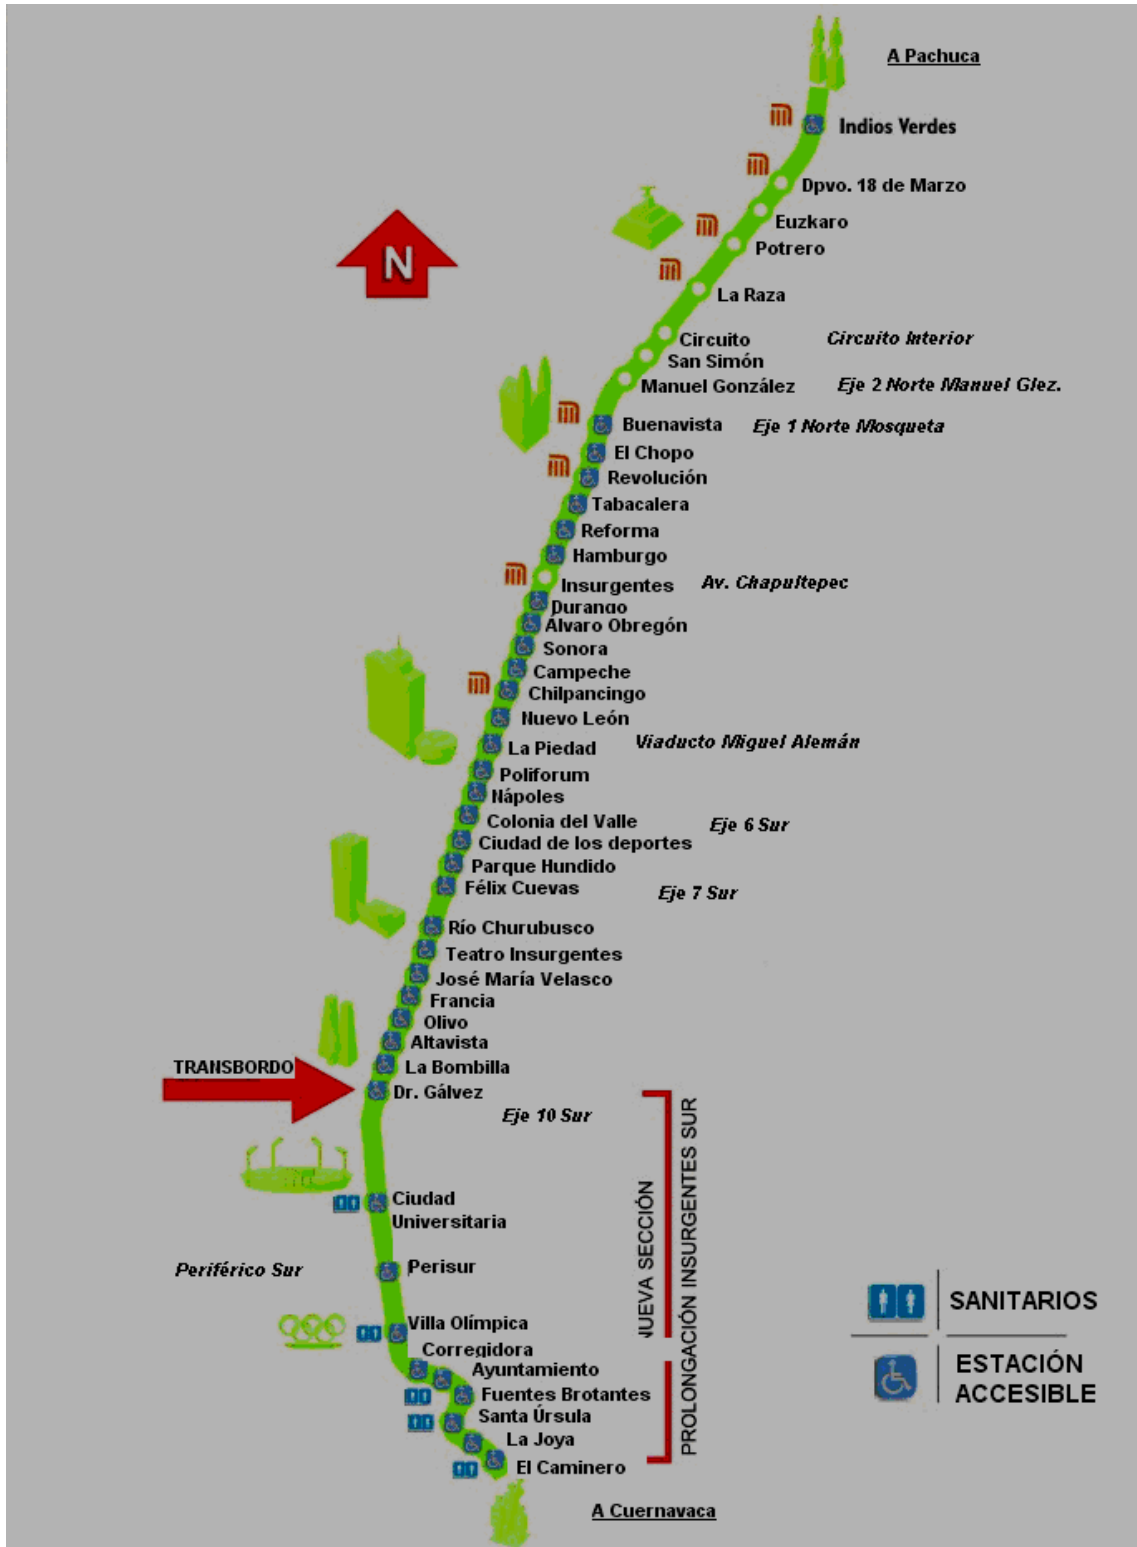 A Pachuca
Indios Verdes
Dpvo. 18 de Marzo
Euzkaro
Potrero
N
La Raza
Circuito
Circuito Interior
San Simón
Manuel González
Eje 2 Norte Manuel Glez.
Buenavista
Eje 1 Norte Mosqueta
El Chopo
Revolución
Tabacalera
Reforma
Hamburgo
Insurgentes
Av. Chapultepec
Durango
Álvaro Obregón
Sonora
Campeche
Chilpancingo
Nuevo León
La Piedad
Viaducto Miguel Alemán
Poliforum
Nápoles
Colonia del Valle
Eje 6 Sur
Ciudad de los deportes
Parque Hundido
Félix Cuevas
Eje 7 Sur
Río Churubusco
Teatro Insurgentes
José María Velasco
Francia
Olivo
Altavista
La Bombilla
TRANSBORDO
Dr. Gálvez
Eje 10 Sur
Ciudad
Universitaria
Periférico Sur
Perisur
Villa Olímpica
Corregidora
Ayuntamiento
Fuentes Brotantes
Santa Úrsula
La Joya
El Caminero
A Cuernavaca
NUEVA SECCIÓN
PROLONGACIÓN INSURGENTES SUR
SANITARIOS
ESTACIÓN
ACCESIBLE